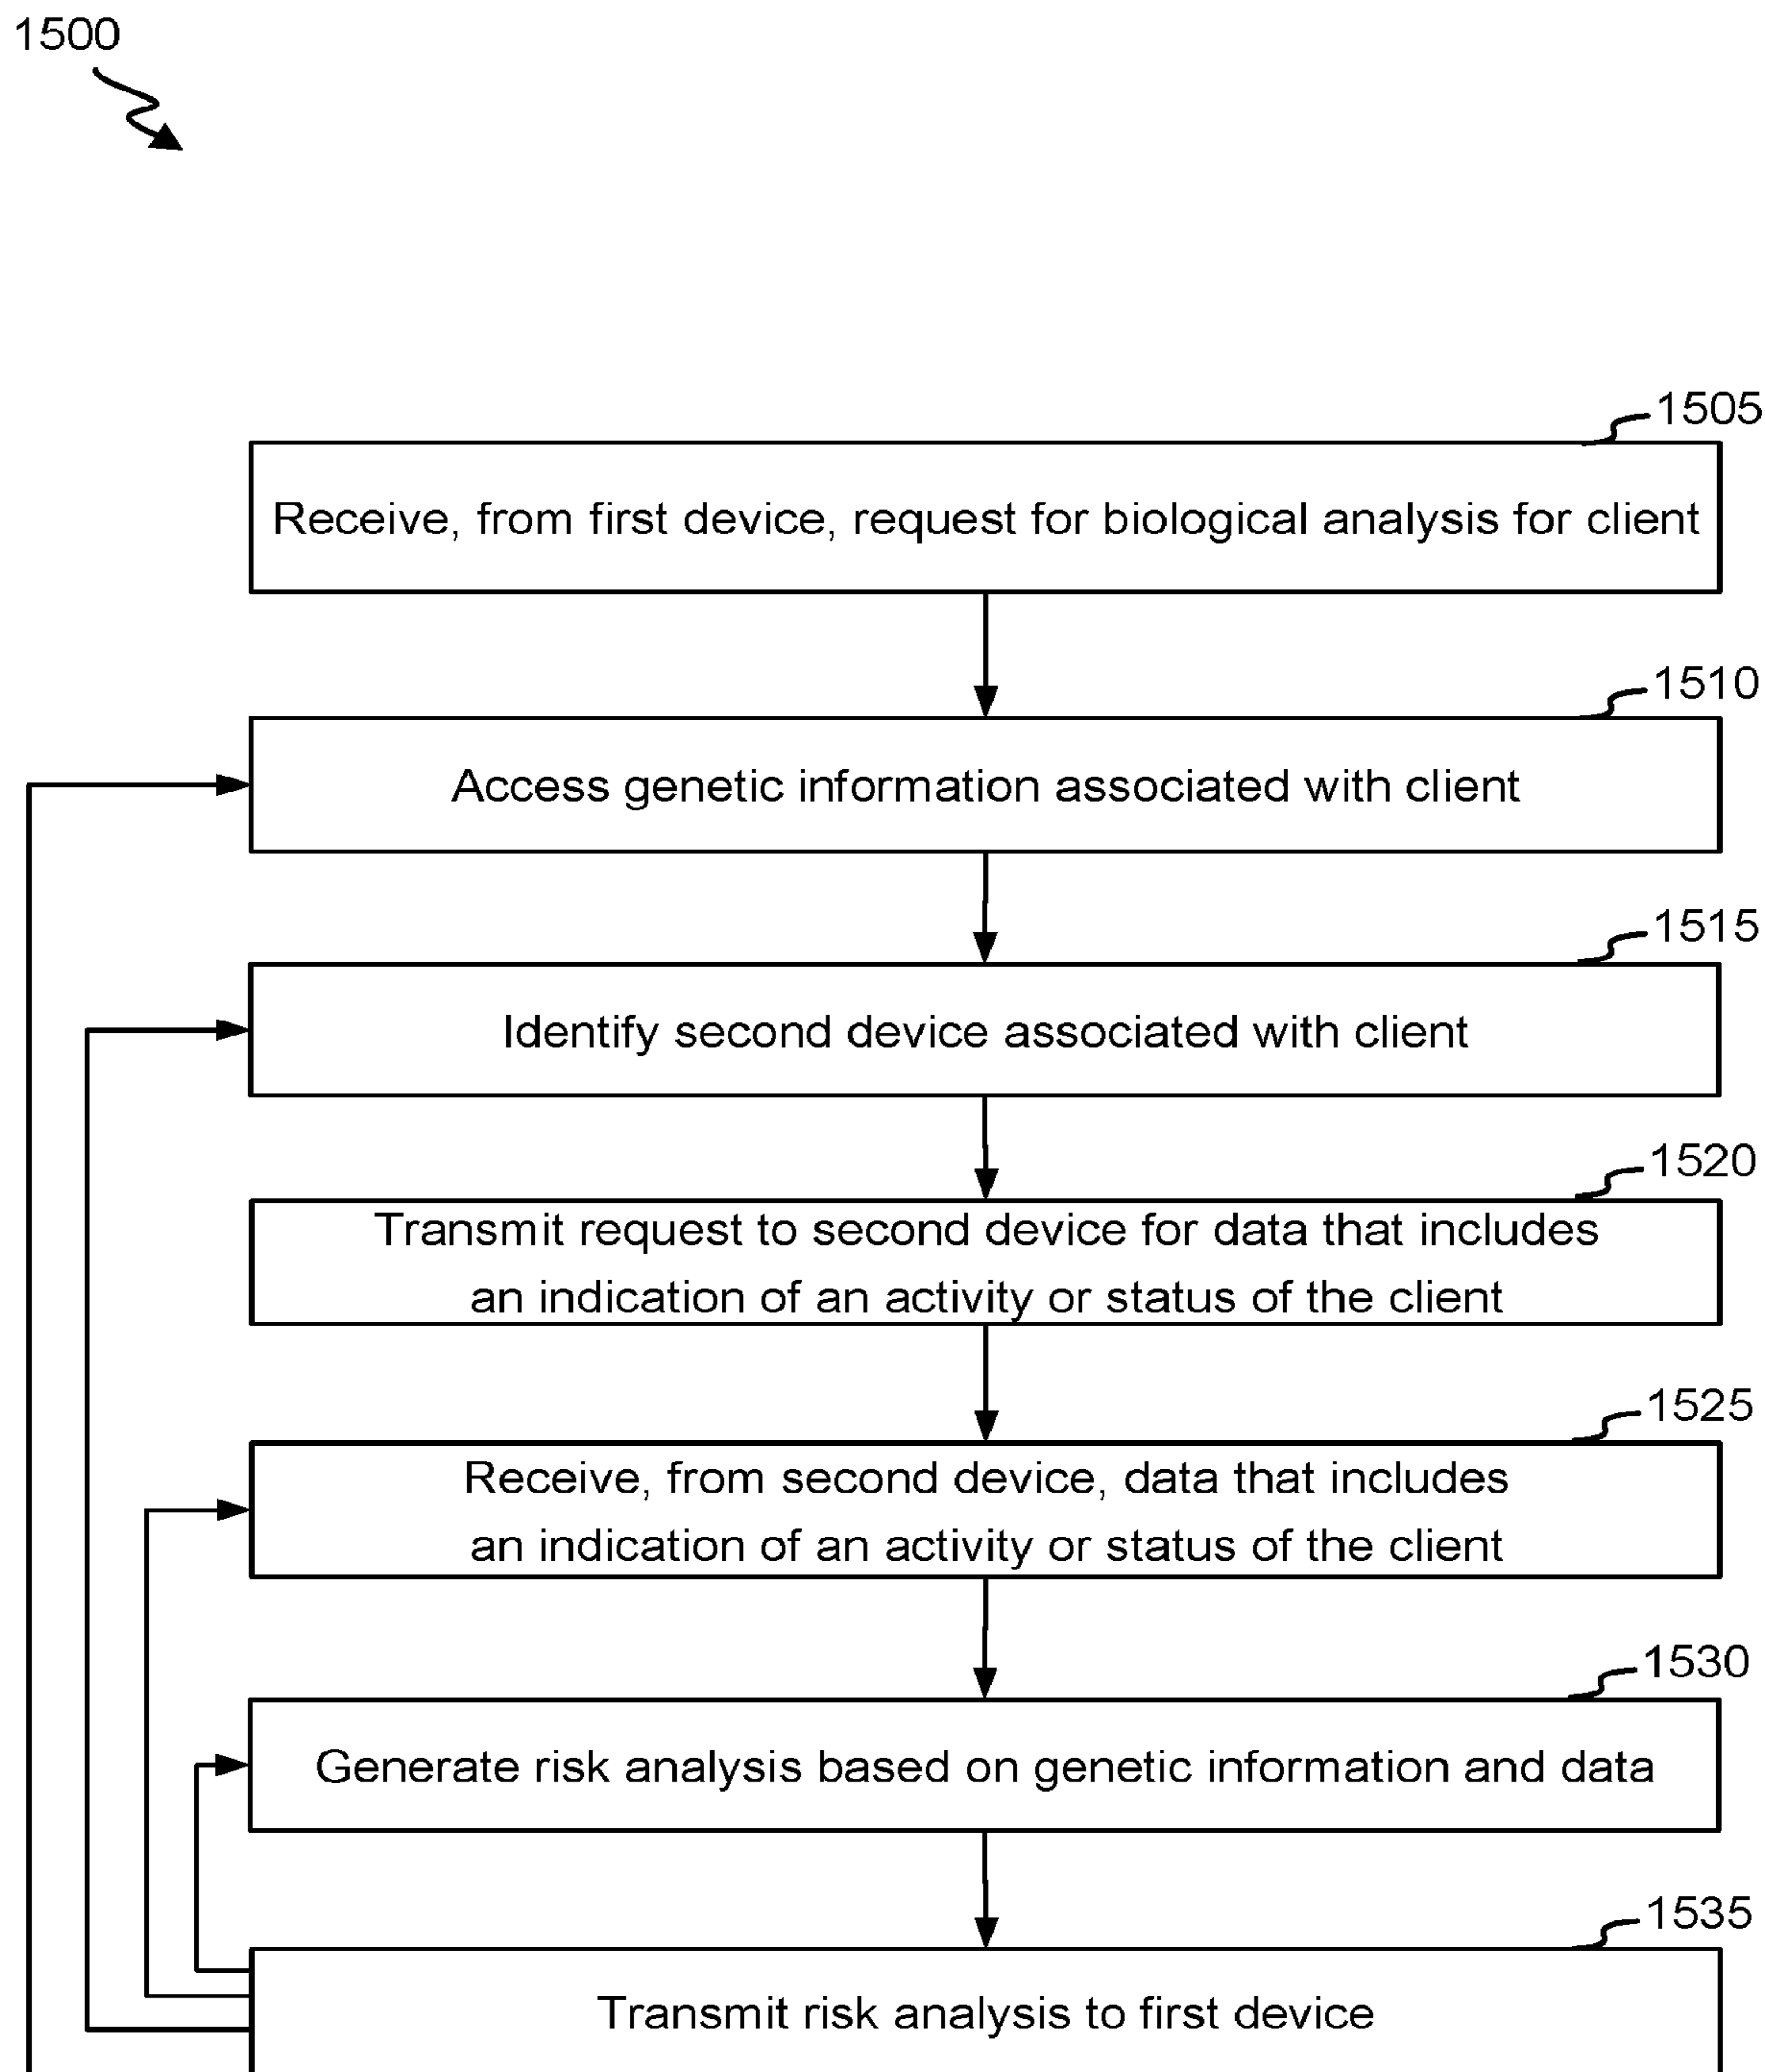 1500
1505
Receive, from first device, request for biological analysis for client
1510
Access genetic information associated with client
1515
Identify second device associated with client
1520
Transmit request to second device for data that includes
an indication of an activity or status of the client
1525
Receive, from second device, data that includes
an indication of an activity or status of the client
1530
Generate risk analysis based on genetic information and data
1535
Transmit risk analysis to first device